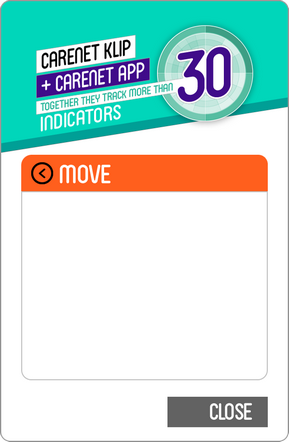 CARENET KLIP
+ CARENET APP
TOGETHER THEY TRACK MORE THAN
30
INDICATORS
MOVE
CLOSE